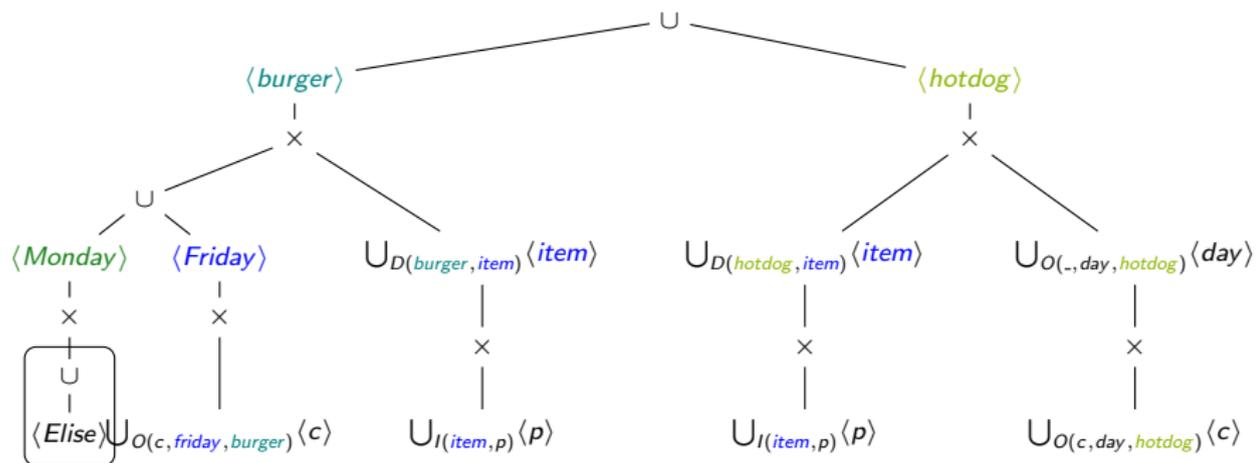 ∪
⟨burger⟩ ⟨hotdog⟩
× ×
∪
⟨Monday⟩ ⟨Friday⟩ ⋃D(burger,item)⟨item⟩ ⋃D(hotdog,item)⟨item⟩ ⋃O(_,day,hotdog)⟨day⟩
× ×
× × ×
∪
⟨Elise⟩ ⋃O(c,friday,burger)⟨c⟩ ⋃I(item,p)⟨p⟩ ⋃I(item,p)⟨p⟩ ⋃O(c,day,hotdog)⟨c⟩